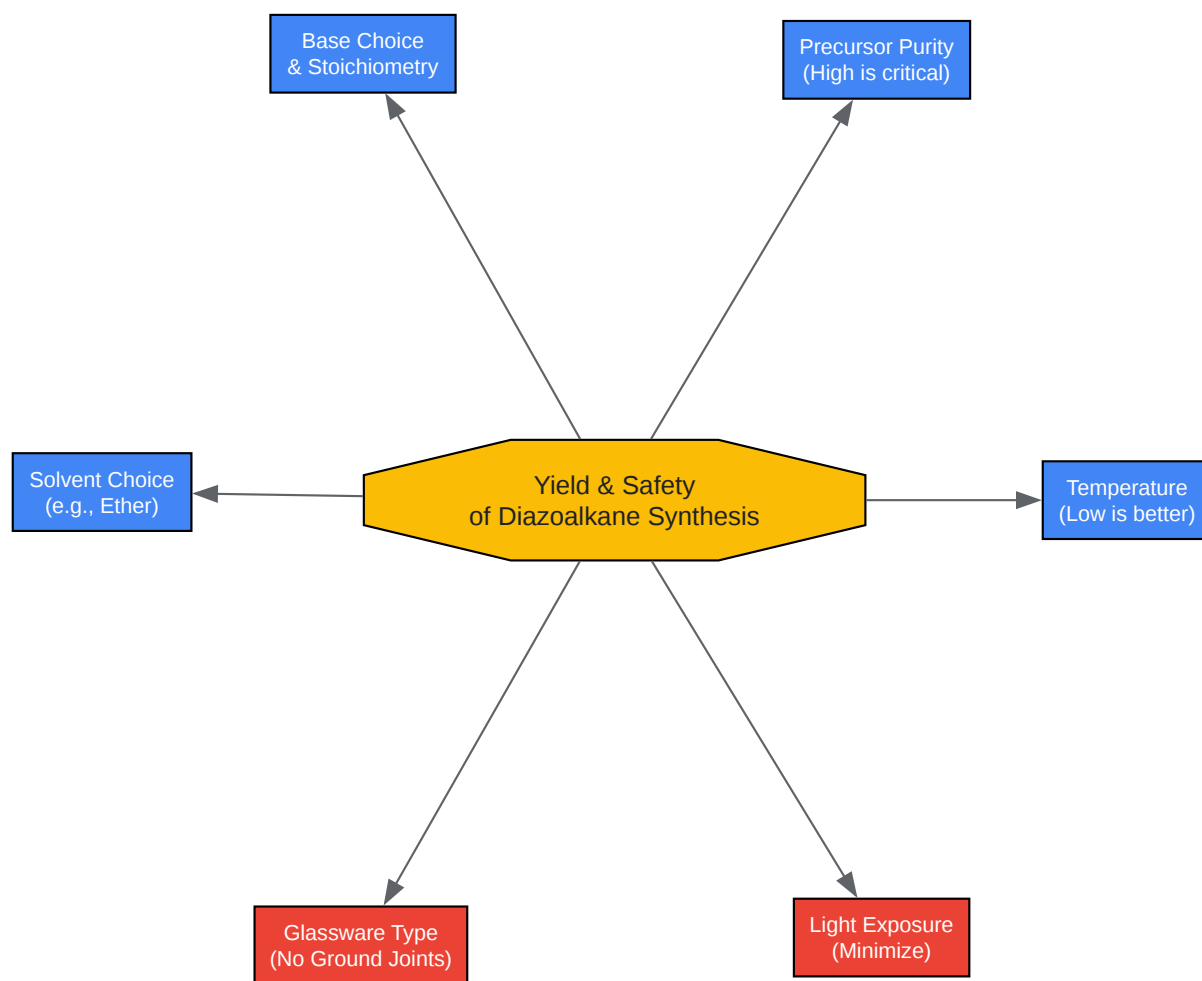 Base Choice
& Stoichiometry
Precursor Purity
(High is critical)
Solvent Choice
(e.g., Ether)
Yield & Safety
of Diazoalkane Synthesis
Temperature
(Low is better)
Glassware Type
(No Ground Joints)
Light Exposure
(Minimize)